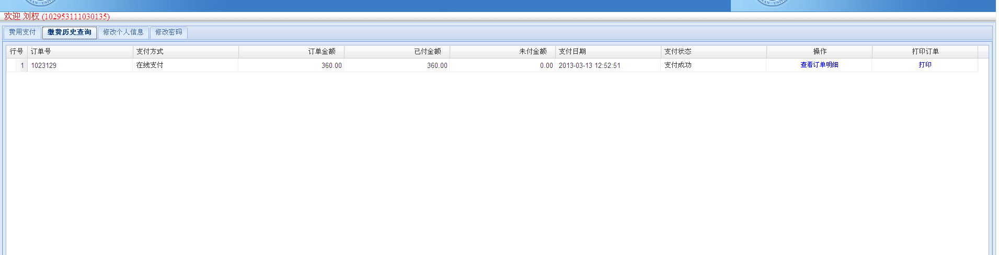 NAN UNIV
NAN UNIV
欢迎 刘权 (102953111030135)
费用支付 缴费历史查询 修改个人信息 修改密码
行号 订单号 支付方式 订单金额 已付金额 未付金额 支付日期 支付状态 操作 打印订单
1 1023129 在线支付 360.00 360.00 0.00 2013-03-13 12:52:51 支付成功 查看订单明细 打印